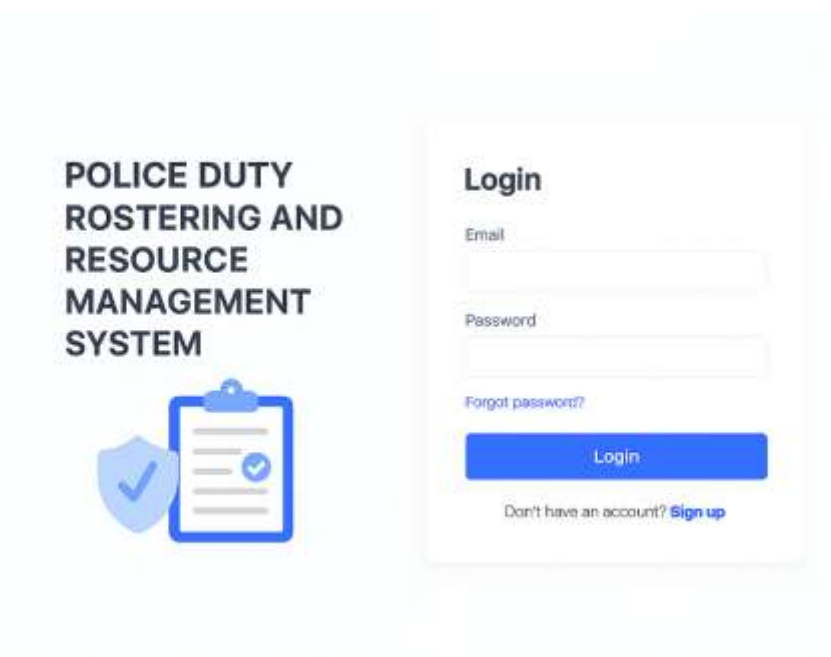 POLICE DUTY
ROSTERING AND
RESOURCE
MANAGEMENT
SYSTEM
Login
Email
Password
Forgot password?
Login
Don't have an account? Sign up